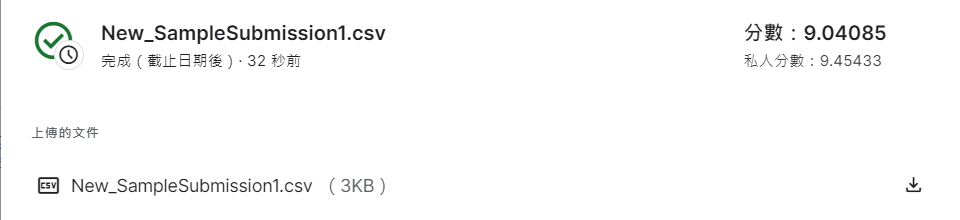 New_SampleSubmission1.csv
分數：9.04085
完成（截止日期後）· 32 秒前
私人分數：9.45433
上傳的文件
CSV New_SampleSubmission1.csv （3KB）